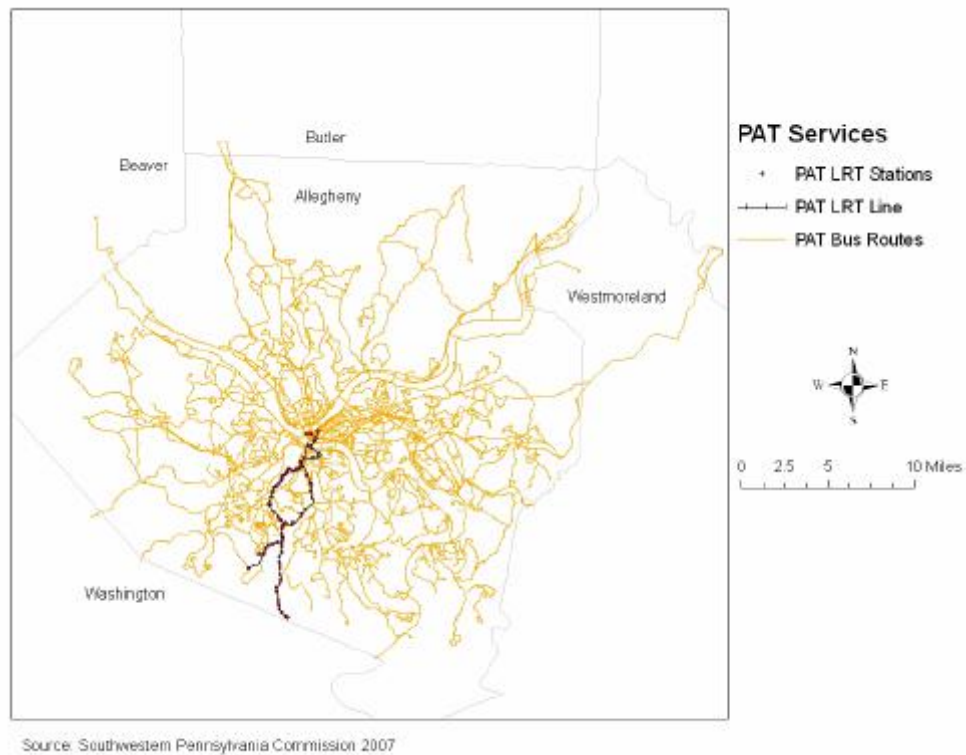 Butler
Beaver
Allegheny
Westmoreland
Washington
PAT Services
PAT LRT Stations
PAT LRT Line
PAT Bus Routes
N
W E
S
0 2.5 5 10 Miles
Source: Southwestern Pennsylvania Commission 2007